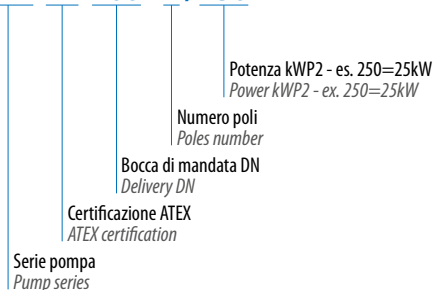 Potenza kWP2 - es. 250=25kW
Power kWP2 - ex. 250=25kW
Numero poli
Poles number
Bocca di mandata DN
Delivery DN
Certificazione ATEX
ATEX certification
Serie pompa
Pump series